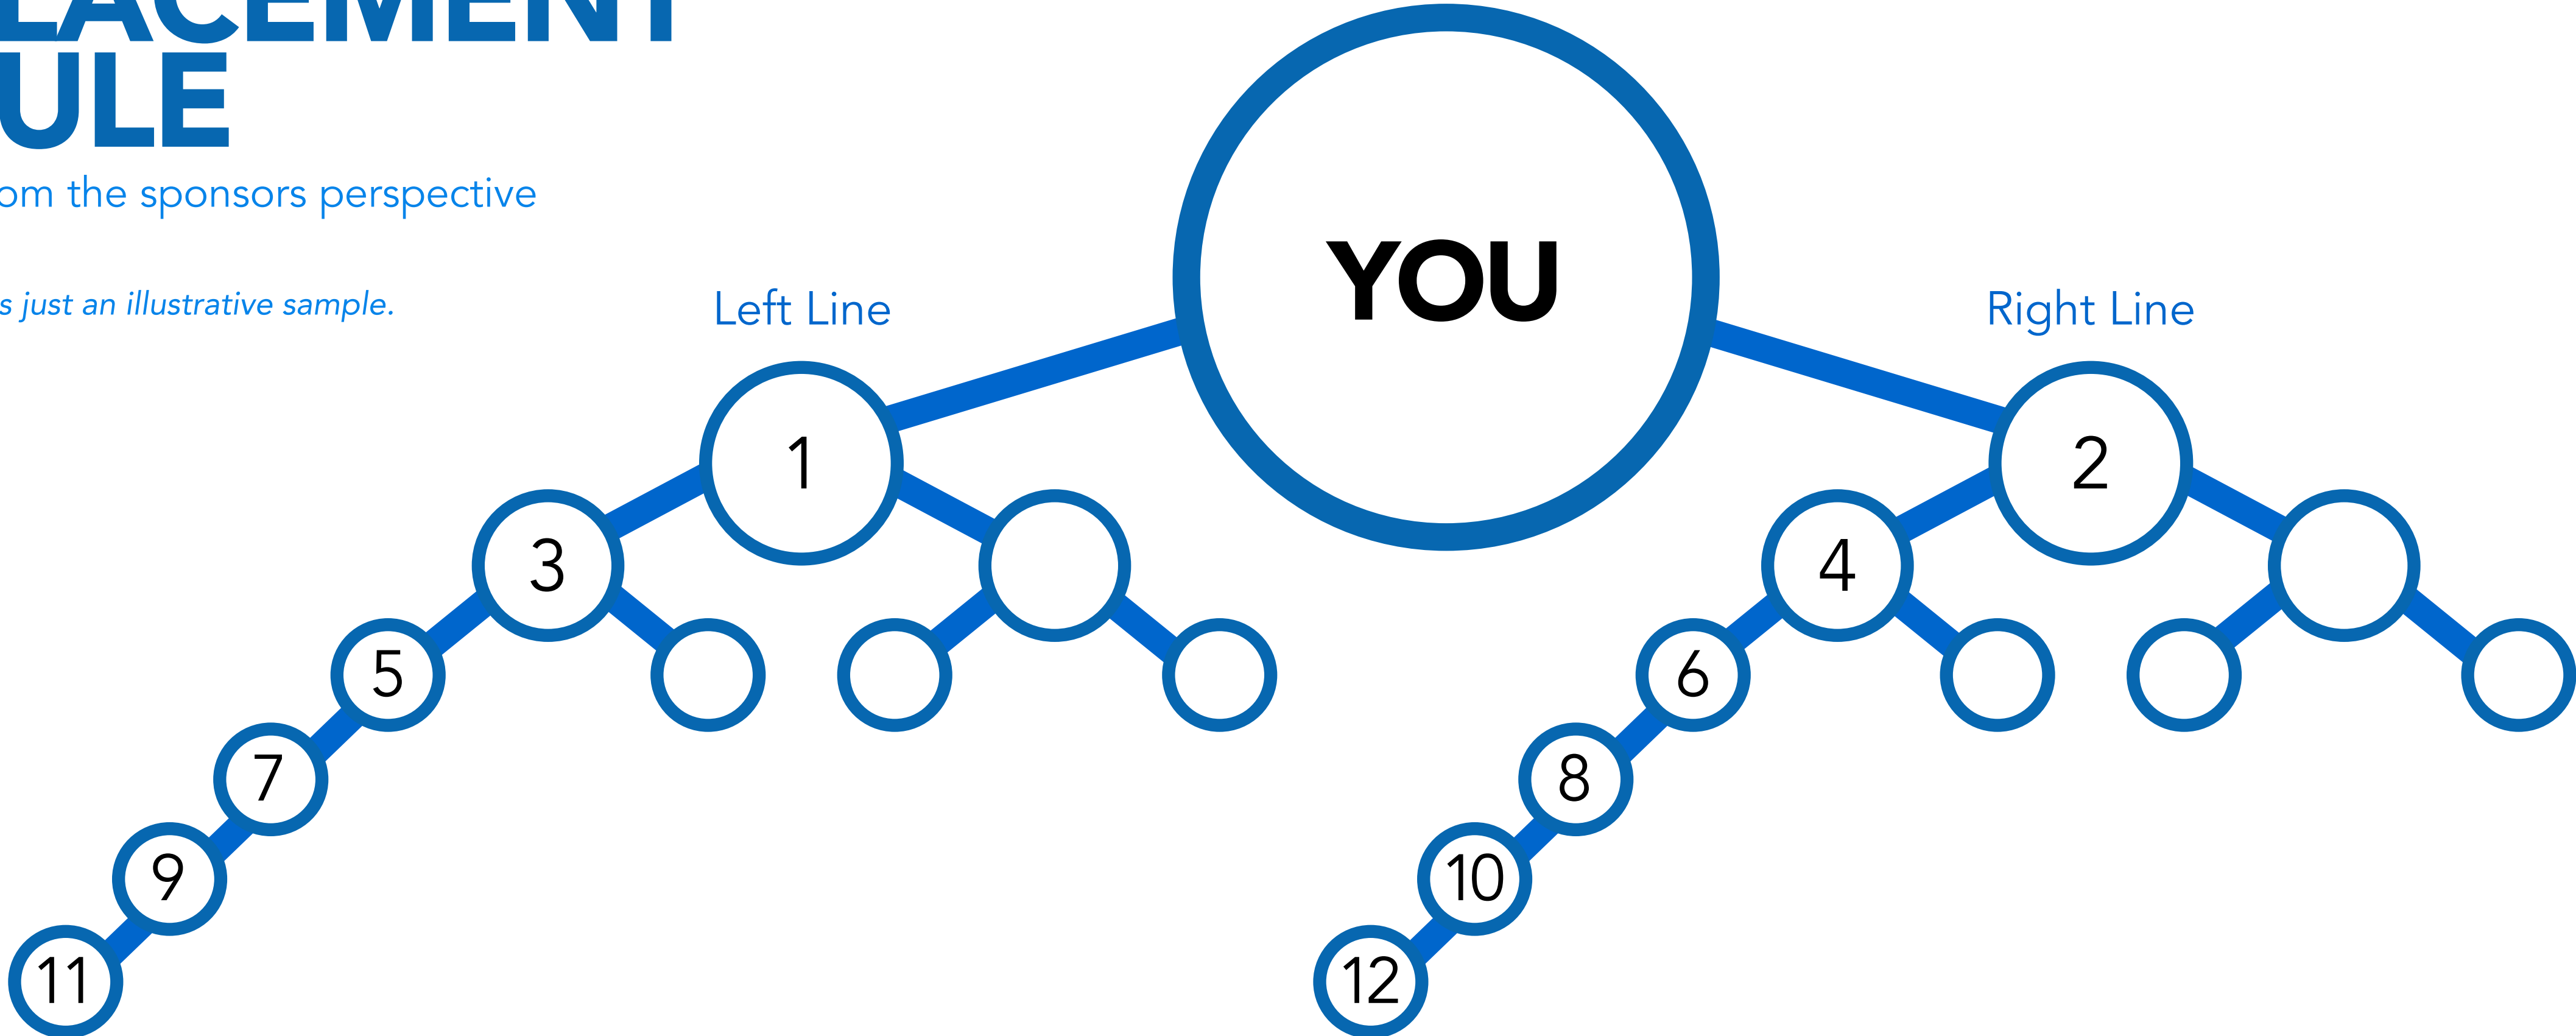 LACEMENT
ULE
om the sponsors perspective
s just an illustrative sample.
YOU
Left Line
Right Line
1
2
3
4
5
6
7
8
9
10
11
12